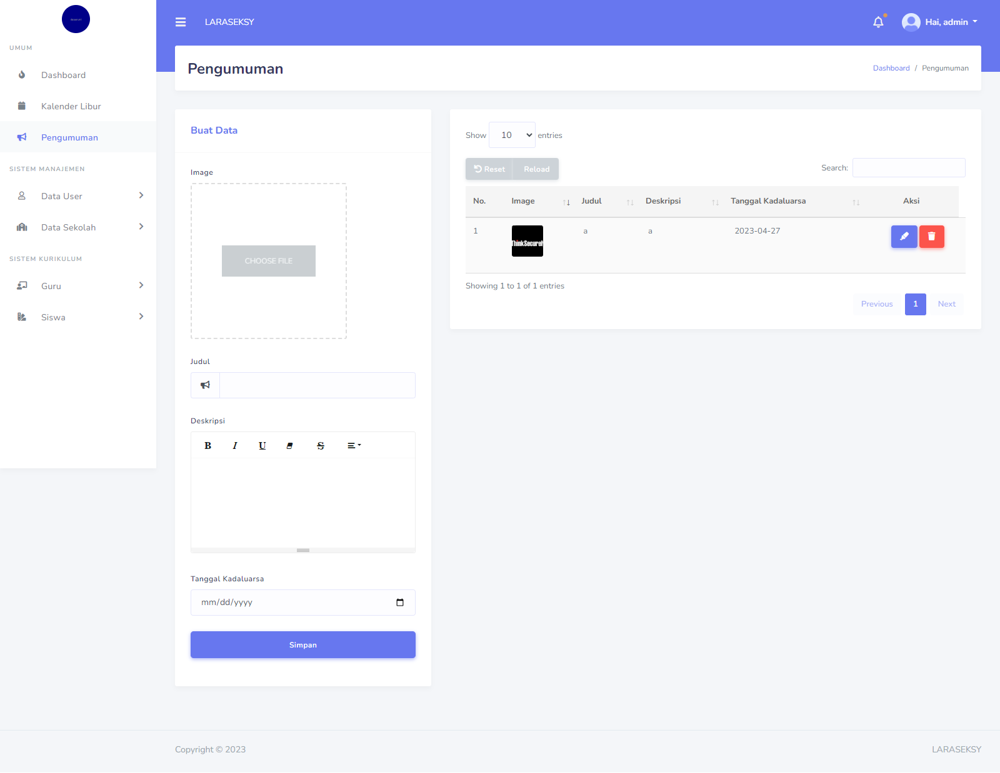 LARASEKSY
Hai, admin
UMUM
Dashboard
Kalender Libur
Pengumuman
SISTEM MANAJEMEN
Data User
Data Sekolah
SISTEM KURIKULUM
Guru
Siswa
Pengumuman
Dashboard / Pengumuman
Buat Data
Image
CHOOSE FILE
Judul
Deskripsi
B I U S
Tanggal Kadaluarsa
mm/dd/yyyy
Simpan
Show 10 entries
Reset Reload
Search:
No. Image Judul Deskripsi Tanggal Kadaluarsa Aksi
1 ThinkSecure a a 2023-04-27
Showing 1 to 1 of 1 entries
Previous 1 Next
Copyright © 2023
LARASEKSY